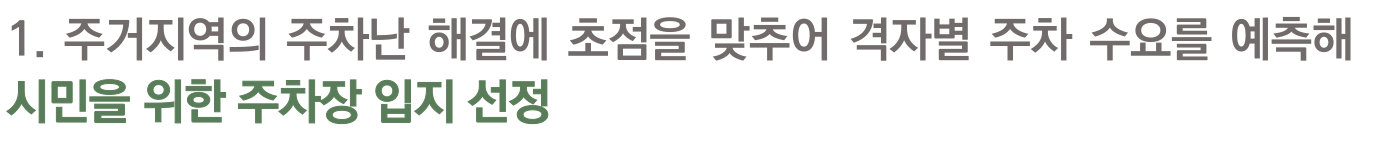 1. 주거지역의 주차난 해결에 초점을 맞추어 격자별 주차 수요를 예측해
시민을 위한 주차장 입지 선정